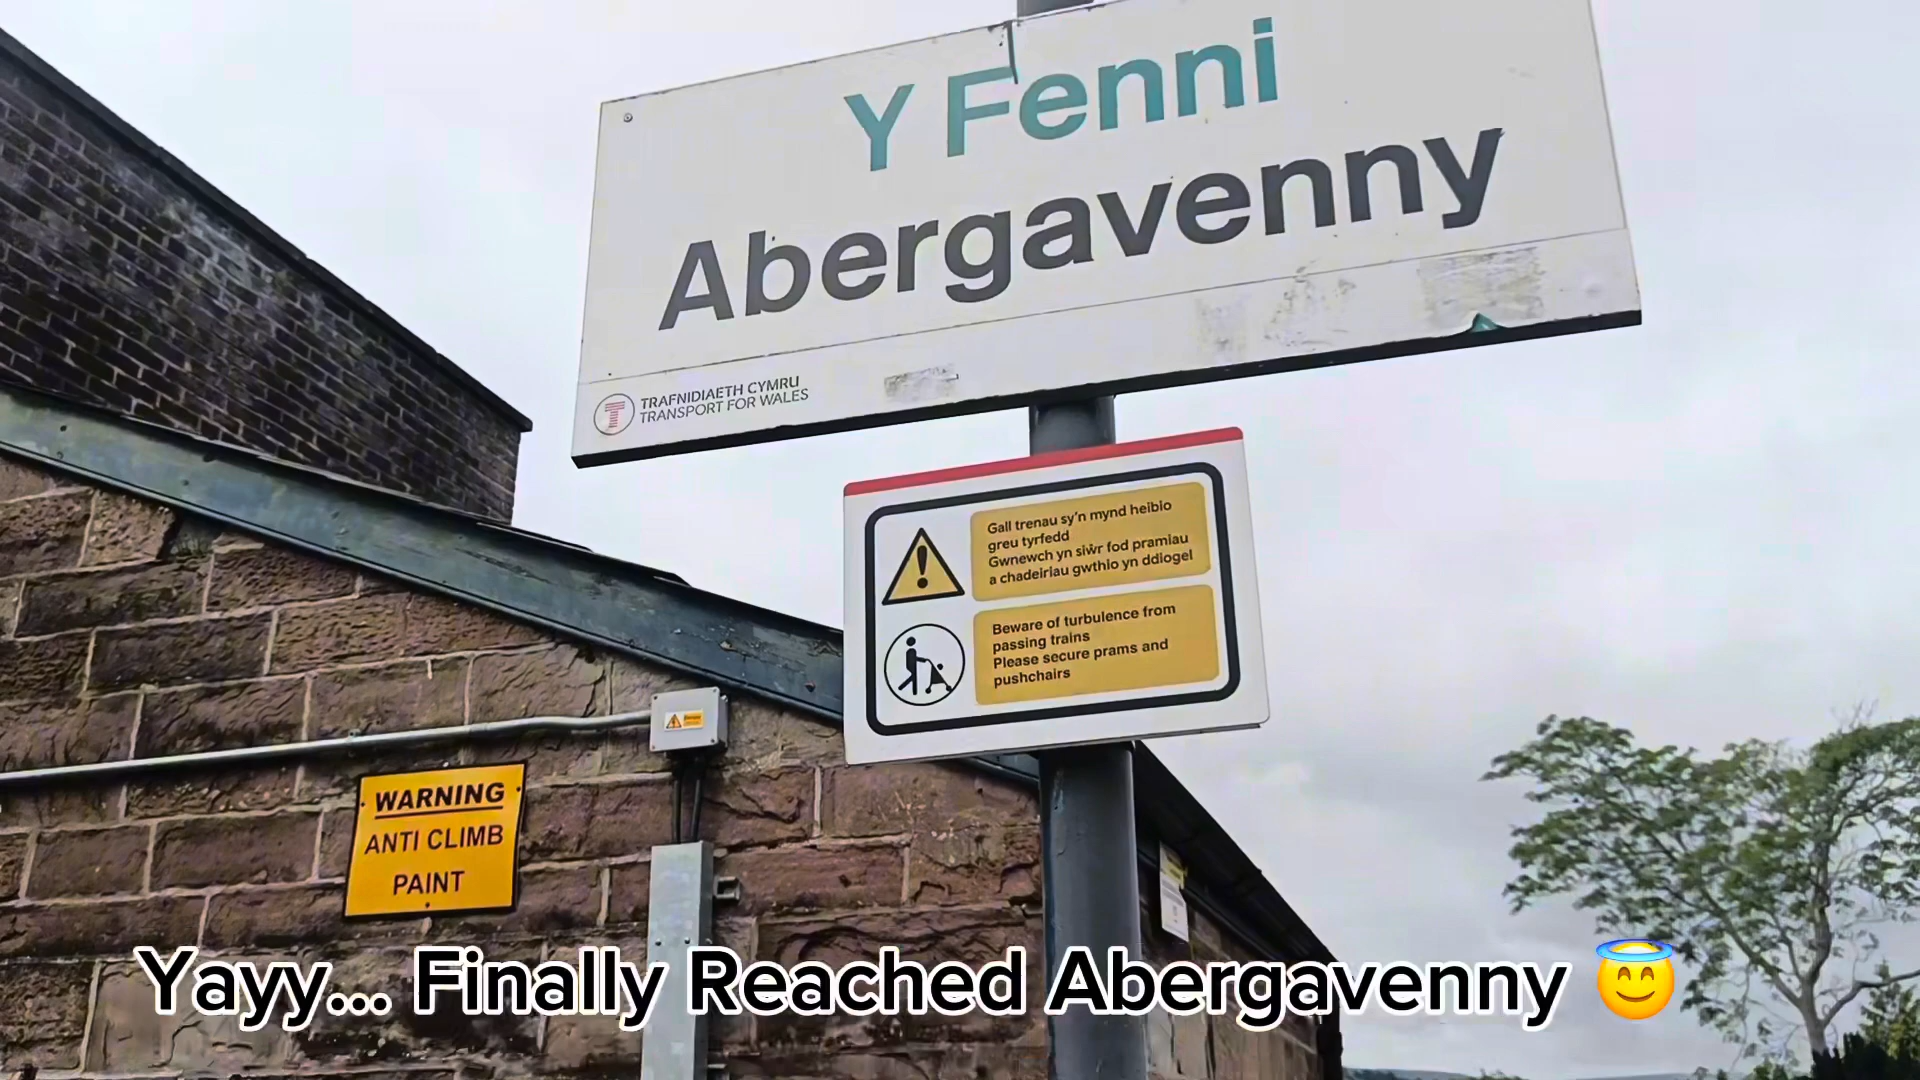 Y Fenni
Abergavenny
TRAFNIDIAETH CYMRU
TRANSPORT FOR WALES
Gall trenau sy'n mynd heibio
greu tyrfedd
Gwnewch yn siŵr fod pramiau
a chadeiriau gwthio yn ddiogel
Beware of turbulence from
passing trains
Please secure prams and
pushchairs
WARNING
ANTI CLIMB
PAINT
Yayy... Finally Reached Abergavenny 😇